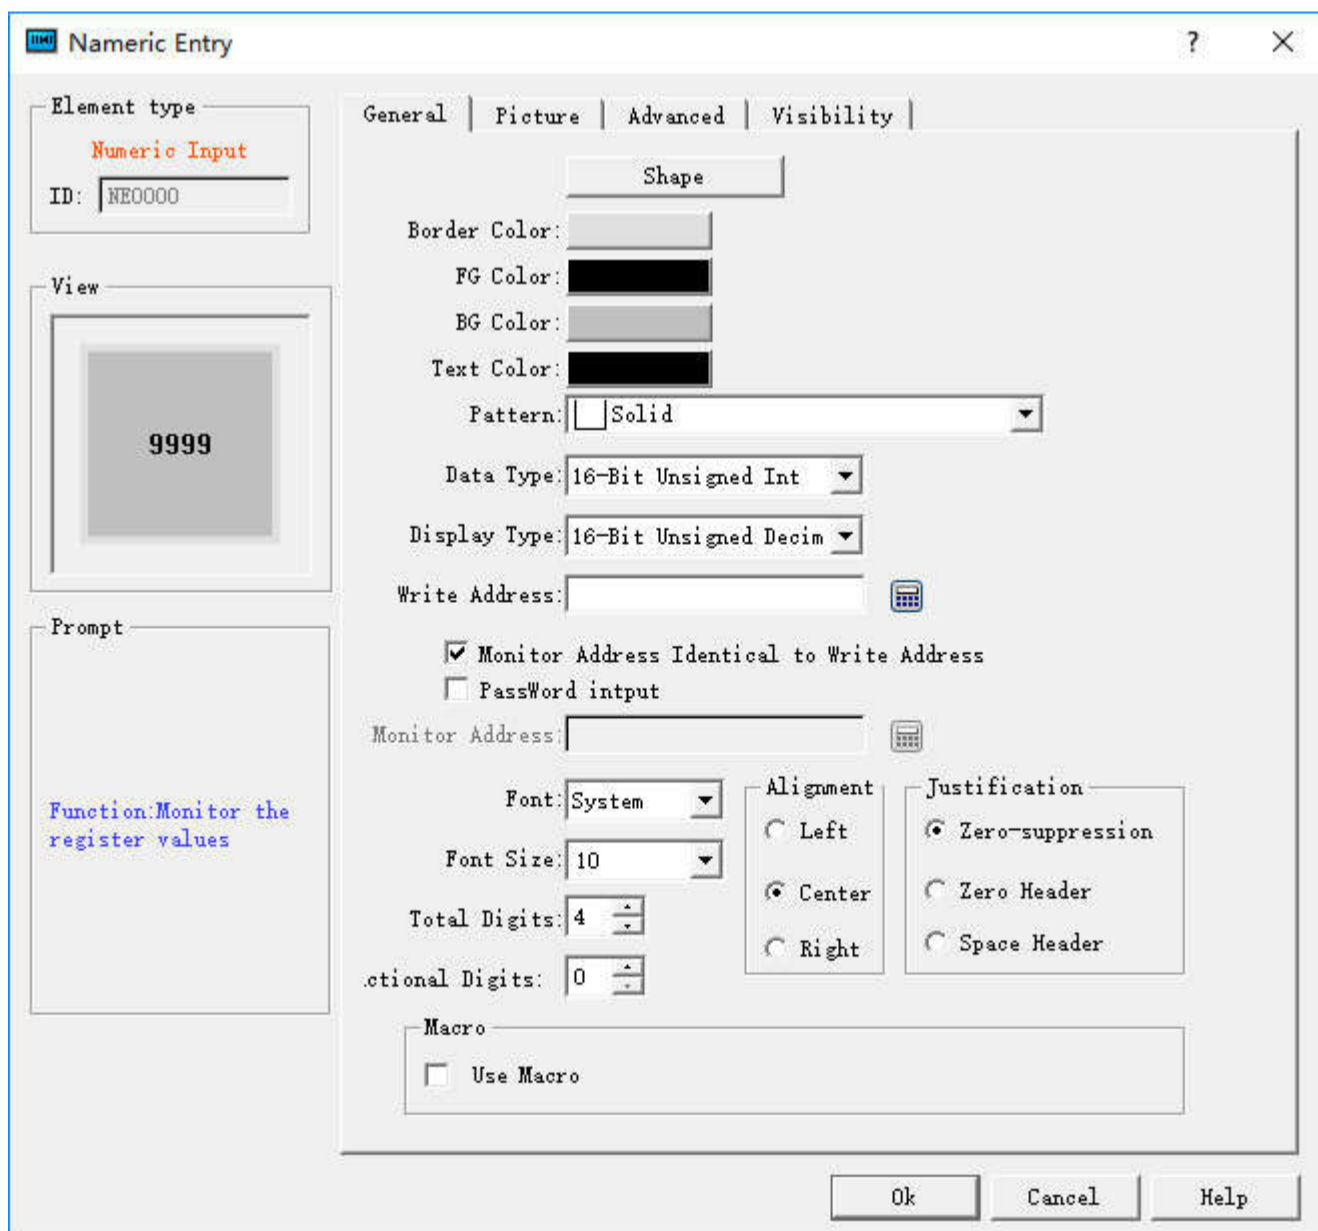 Nameric Entry
?
Element type
Numeric Input
ID: NE0000
View
9999
Prompt
Function:Monitor the
register values
General Picture Advanced Visibility
Shape
Border Color:
FG Color:
BG Color:
Text Color:
Pattern: Solid
Data Type: 16-Bit Unsigned Int
Display Type: 16-Bit Unsigned Decim
Write Address:
Monitor Address Identical to Write Address
PassWord intput
Monitor Address:
Font: System
Font Size: 10
Total Digits: 4
ctional Digits: 0
Alignment
Left
Center
Right
Justification
Zero-suppression
Zero Header
Space Header
Macro
Use Macro
Ok Cancel Help